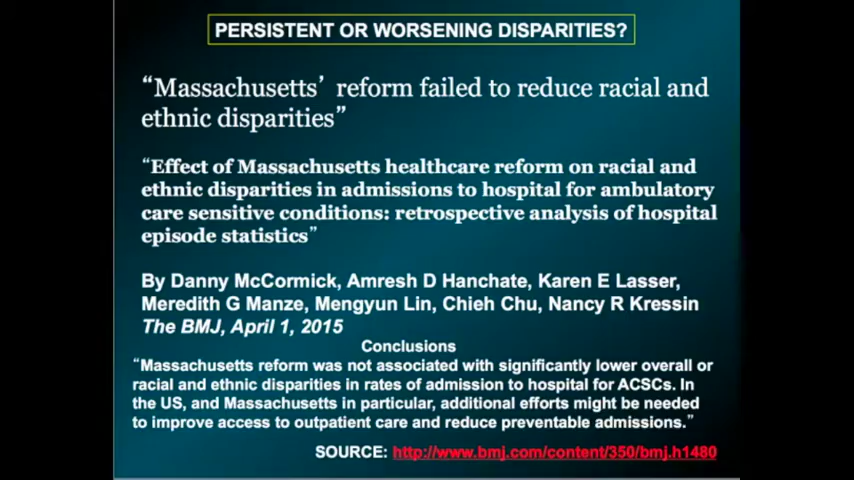 PERSISTENT OR WORSENING DISPARITIES?
“Massachusetts’ reform failed to reduce racial and
ethnic disparities”
“Effect of Massachusetts healthcare reform on racial and
ethnic disparities in admissions to hospital for ambulatory
care sensitive conditions: retrospective analysis of hospital
episode statistics”
By Danny McCormick, Amresh D Hanchate, Karen E Lasser,
Meredith G Manze, Mengyun Lin, Chieh Chu, Nancy R Kressin
The BMJ, April 1, 2015
Conclusions
“Massachusetts reform was not associated with significantly lower overall or
racial and ethnic disparities in rates of admission to hospital for ACSCs. In
the US, and Massachusetts in particular, additional efforts might be needed
to improve access to outpatient care and reduce preventable admissions.”
SOURCE: http://www.bmj.com/content/350/bmj.h1480